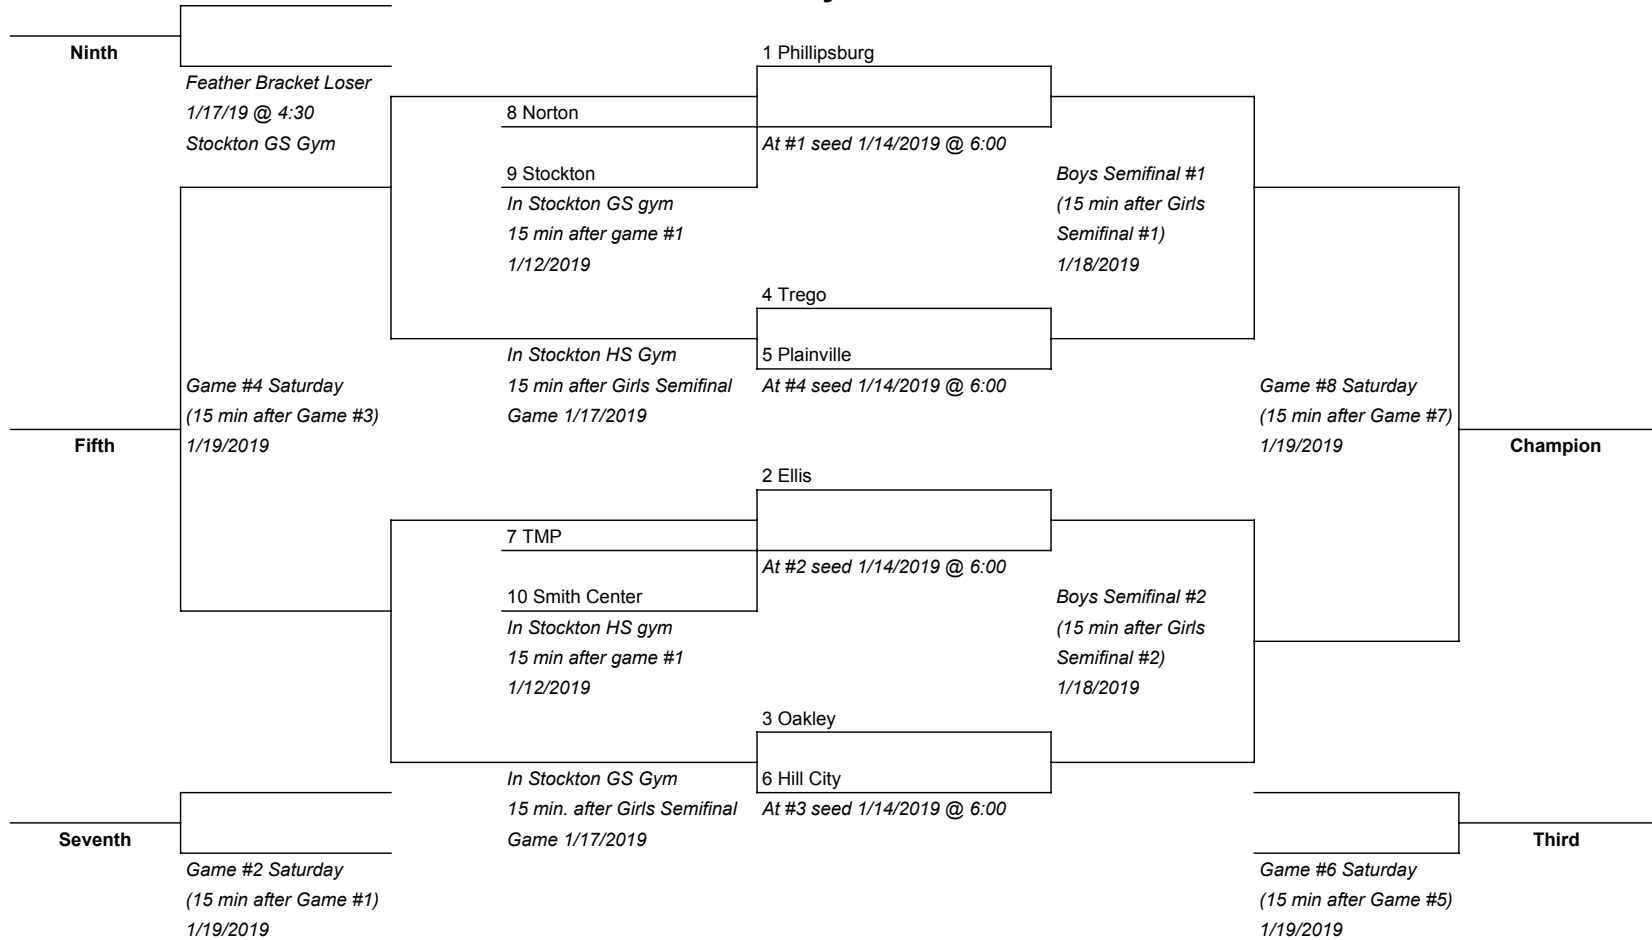 Ninth
Feather Bracket Loser
1/17/19 @ 4:30
Stockton GS Gym
1 Phillipsburg
8 Norton
At #1 seed 1/14/2019 @ 6:00
9 Stockton
In Stockton GS gym
15 min after game #1
1/12/2019
Boys Semifinal #1
(15 min after Girls
Semifinal #1)
1/18/2019
4 Trego
5 Plainville
At #4 seed 1/14/2019 @ 6:00
In Stockton HS Gym
15 min after Girls Semifinal
Game 1/17/2019
Game #4 Saturday
(15 min after Game #3)
1/19/2019
Fifth
Game #8 Saturday
(15 min after Game #7)
1/19/2019
Champion
2 Ellis
7 TMP
At #2 seed 1/14/2019 @ 6:00
10 Smith Center
In Stockton HS gym
15 min after game #1
1/12/2019
Boys Semifinal #2
(15 min after Girls
Semifinal #2)
1/18/2019
3 Oakley
6 Hill City
At #3 seed 1/14/2019 @ 6:00
In Stockton GS Gym
15 min. after Girls Semifinal
Game 1/17/2019
Seventh
Game #2 Saturday
(15 min after Game #1)
1/19/2019
Third
Game #6 Saturday
(15 min after Game #5)
1/19/2019